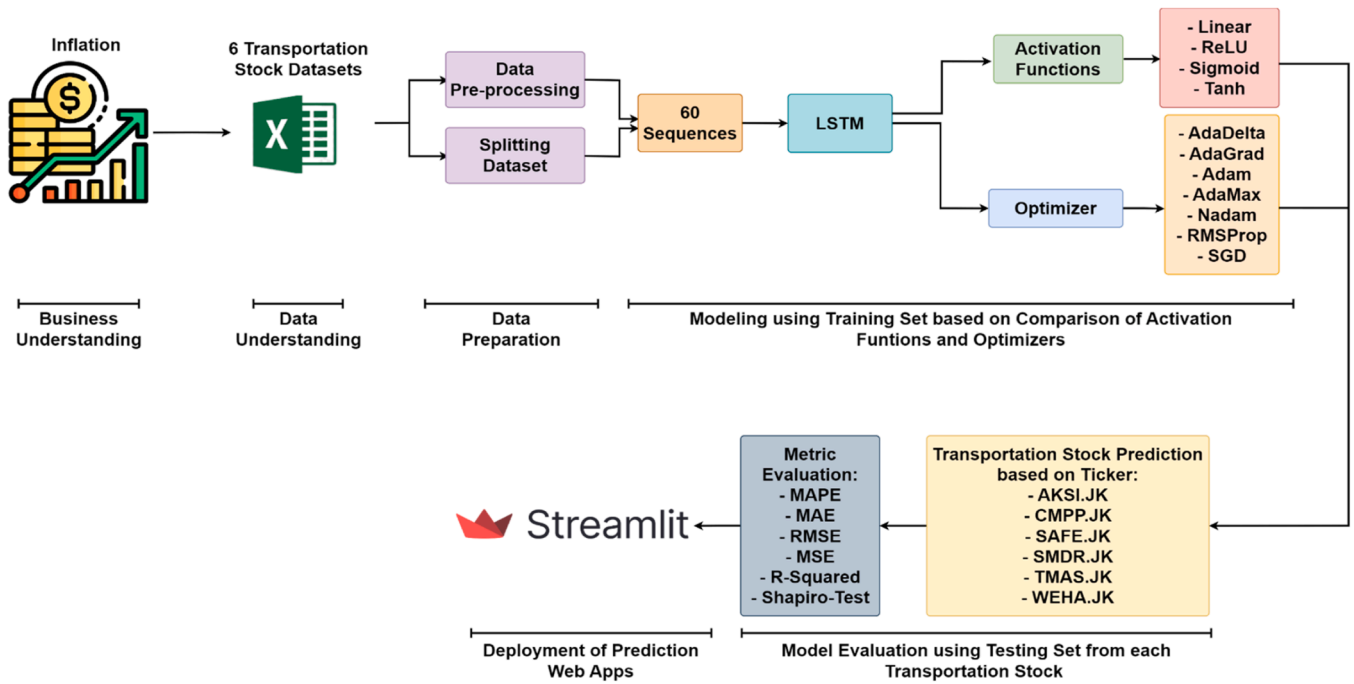 Inflation
6 Transportation
Stock Datasets
X
Data
Pre-processing
Splitting
Dataset
60
Sequences
LSTM
Activation
Functions
- Linear
- ReLU
- Sigmoid
- Tanh
Optimizer
- AdaDelta
- AdaGrad
- Adam
- AdaMax
- Nadam
- RMSProp
- SGD
Business
Understanding
Data
Understanding
Data
Preparation
Modeling using Training Set based on Comparison of Activation
Funtions and Optimizers
Transportation Stock Prediction
based on Ticker:
- AKSI.JK
- CMPP.JK
- SAFE.JK
- SMDR.JK
- TMAS.JK
- WEHA.JK
Metric
Evaluation:
- MAPE
- MAE
- RMSE
- MSE
- R-Squared
- Shapiro-Test
Streamlit
Deployment of Prediction
Web Apps
Model Evaluation using Testing Set from each
Transportation Stock